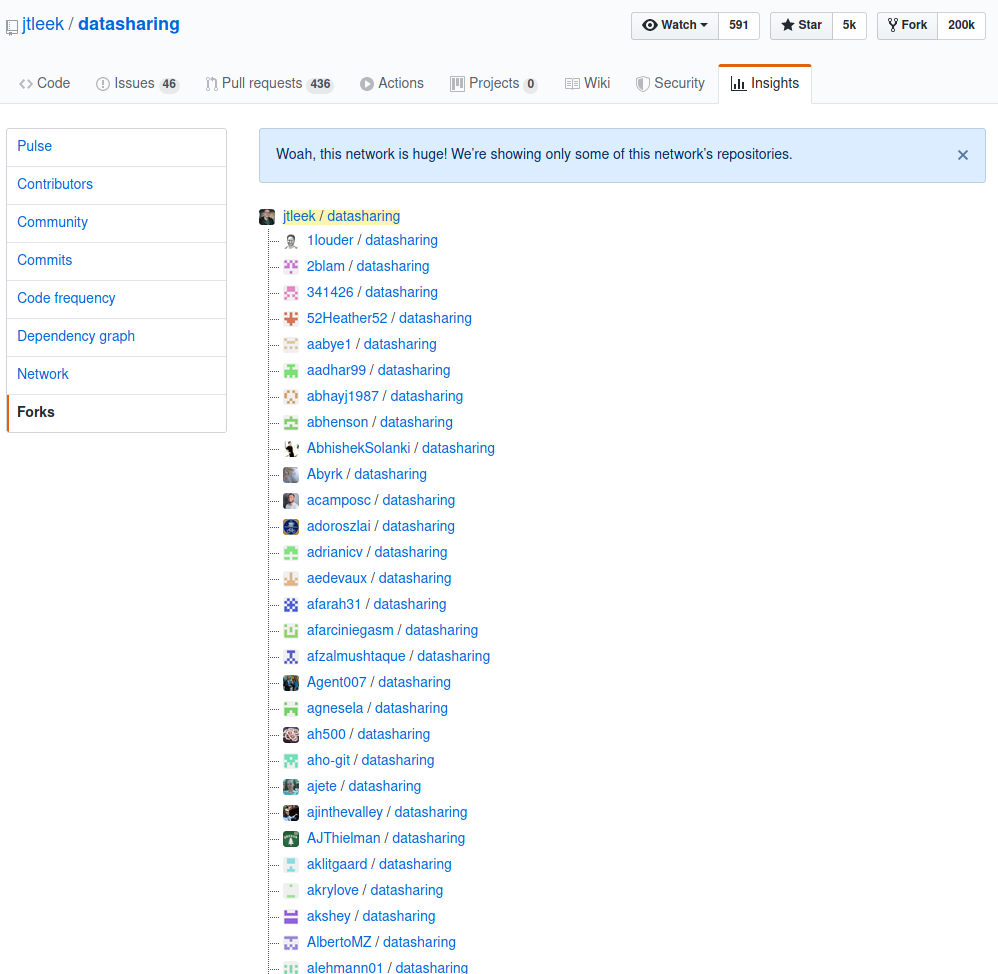 jtleek / datasharing
Watch 591 Star 5k Fork 200k
Code Issues 46 Pull requests 436 Actions Projects 0 Wiki Security Insights
Pulse
Contributors
Community
Commits
Code frequency
Dependency graph
Network
Forks
Woah, this network is huge! We’re showing only some of this network’s repositories.
jtleek / datasharing
1louder / datasharing
2blam / datasharing
341426 / datasharing
52Heather52 / datasharing
aabye1 / datasharing
aadhar99 / datasharing
abhayj1987 / datasharing
abhenson / datasharing
AbhishekSolanki / datasharing
Abyrk / datasharing
acamposc / datasharing
adoroszlai / datasharing
adrianicv / datasharing
aedevaux / datasharing
afarah31 / datasharing
afarciniegasm / datasharing
afzalmushtaque / datasharing
Agent007 / datasharing
agnesela / datasharing
ah500 / datasharing
aho-git / datasharing
ajete / datasharing
ajinthevalley / datasharing
AJThielman / datasharing
aklitgaard / datasharing
akrylove / datasharing
akshey / datasharing
AlbertoMZ / datasharing
alehmann01 / datasharing